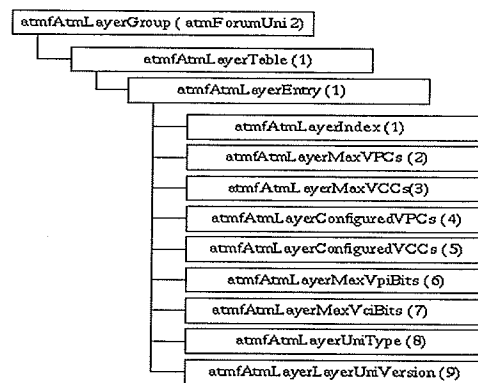 atmfAtmLayerGroup ( atmForumUni 2)
atmfAtmLayerTable (1)
atmfAtmLayerEntry (1)
atmfAtmLayerIndex (1)
atmfAtmLayerMaxVPCs (2)
atmfAtmLayerMaxVCCs(3)
atmfAtmLayerConfiguredVPCs (4)
atmfAtmLayerConfiguredVCCs (5)
atmfAtmLayerMaxVpiBits (6)
atmfAtmLayerMaxVciBits (7)
atmfAtmLayerUniType (8)
atmfAtmLayerLayerUniVersion (9)